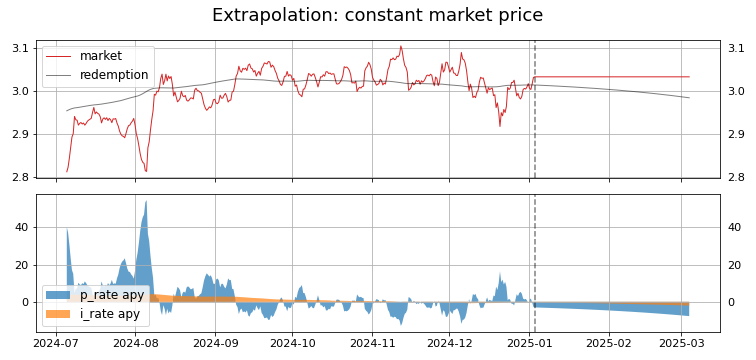 Extrapolation: constant market price
3.1 3.1
market
redemption
3.0 3.0
2.9 2.9
2.8 2.8
40 40
20 20
p_rate apy
0 0
i_rate apy
2024-07 2024-08 2024-09 2024-10 2024-11 2024-12 2025-01 2025-02 2025-03